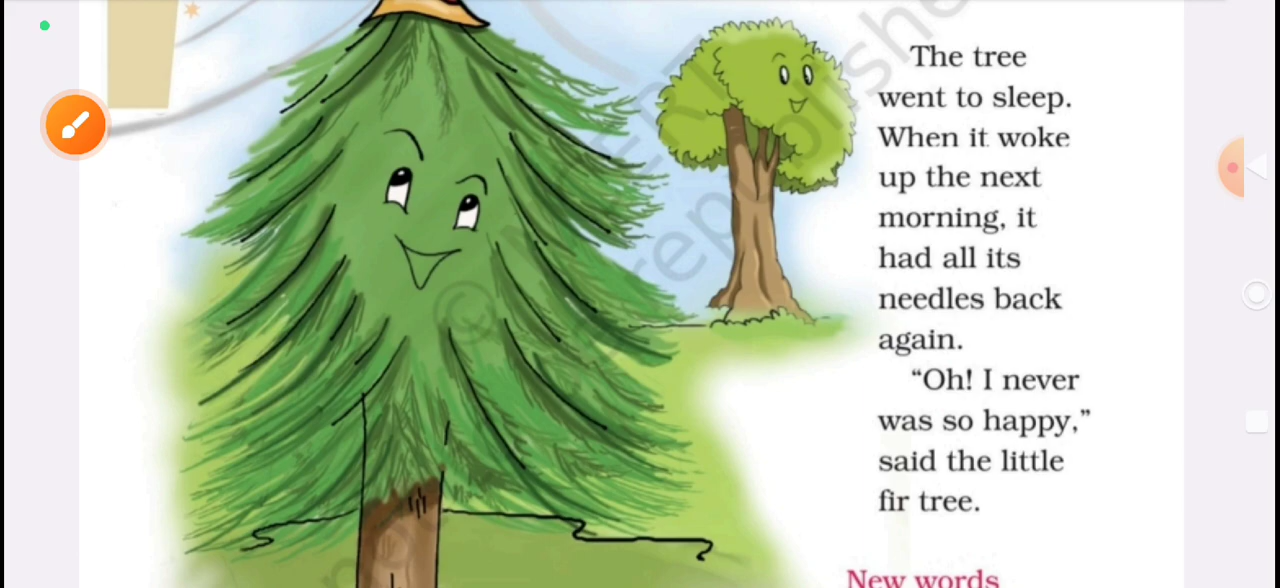 The tree
went to sleep.
When it woke
up the next
morning, it
had all its
needles back
again.
“Oh! I never
was so happy,”
said the little
fir tree.
New words